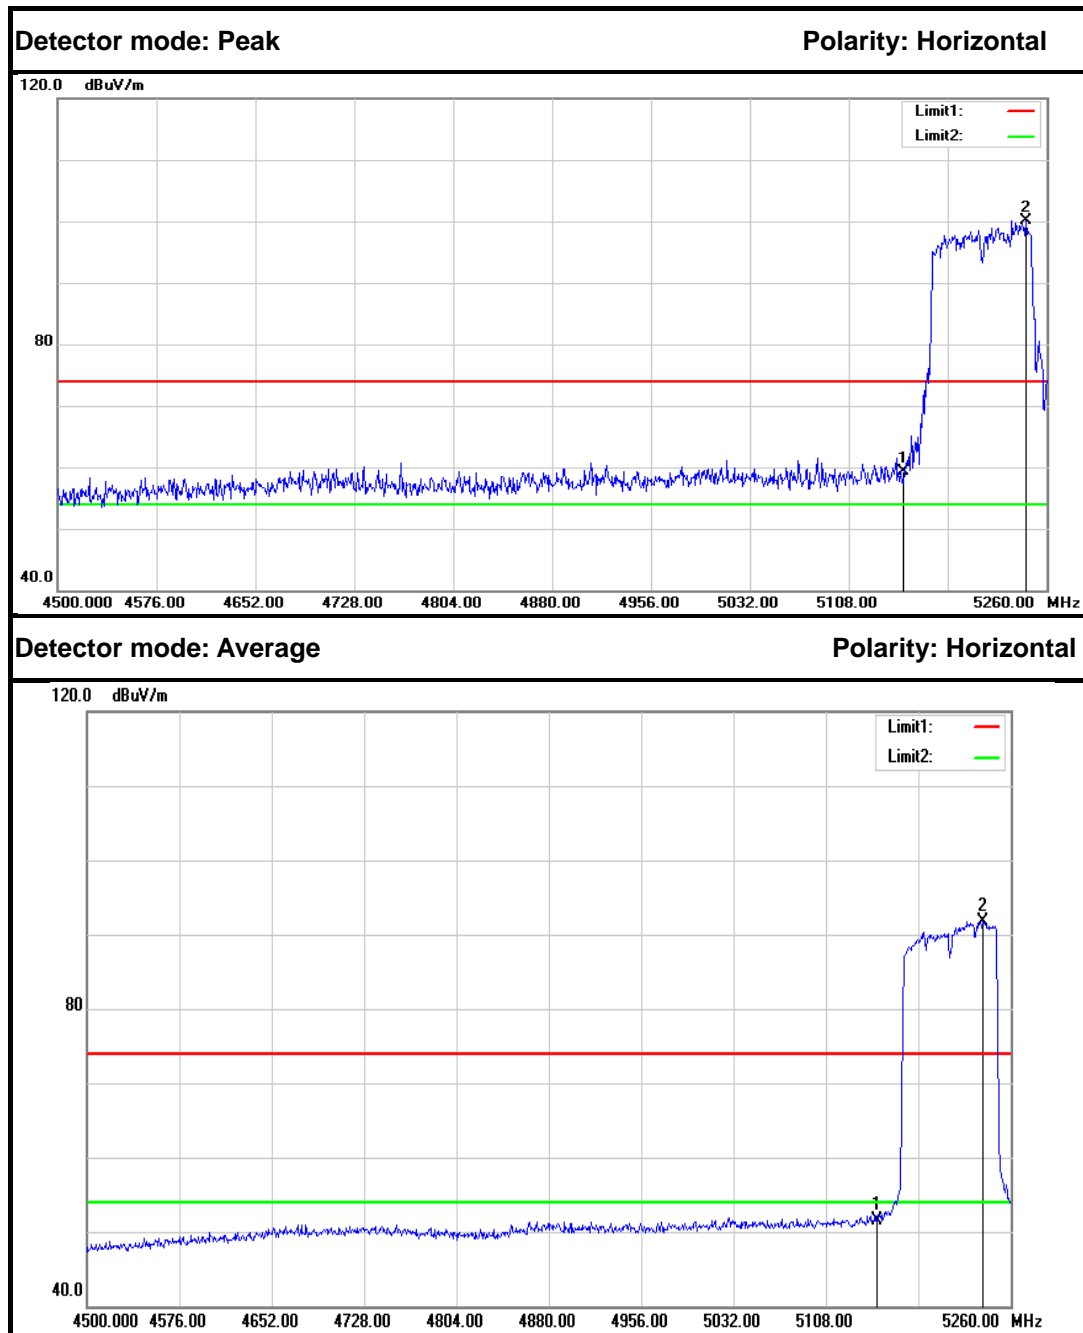 Detector mode: Peak Polarity: Horizontal
120.0 dBuV/m
Limit1:
Limit2:
2
80
1
40.0
4500.000 4576.00 4652.00 4728.00 4804.00 4880.00 4956.00 5032.00 5108.00 5260.00 MHz
Detector mode: Average Polarity: Horizontal
120.0 dBuV/m
Limit1:
Limit2:
2
80
1
40.0
4500.000 4576.00 4652.00 4728.00 4804.00 4880.00 4956.00 5032.00 5108.00 5260.00 MHz